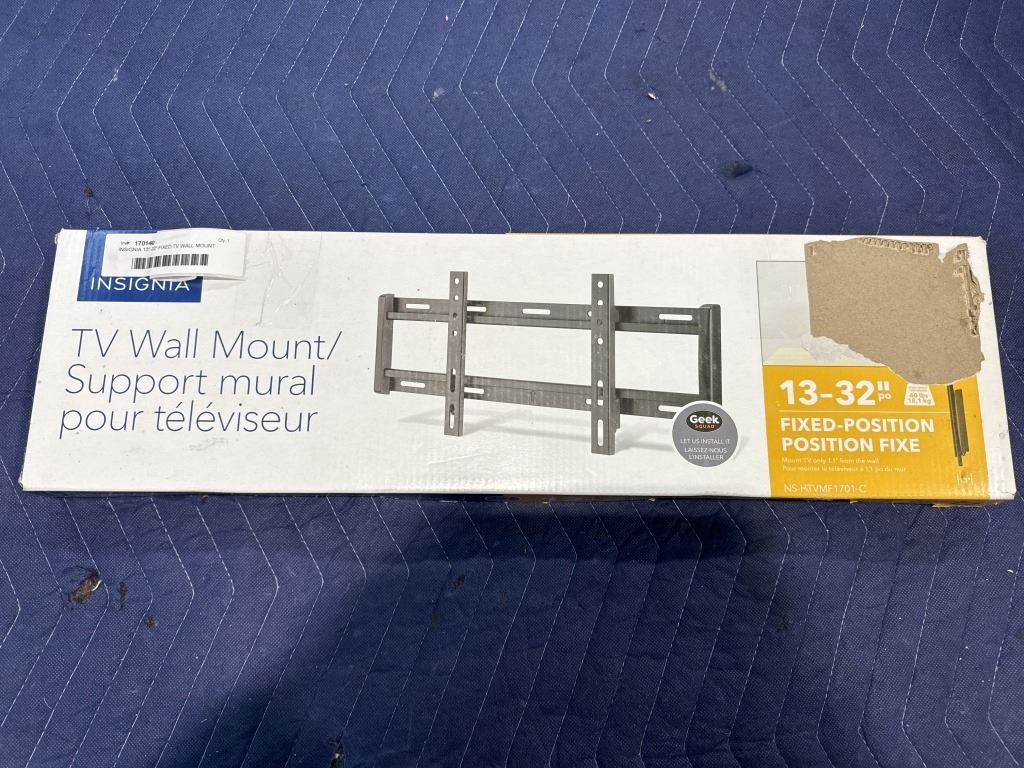 170140
Qty. 1
INSIGNIA 13"-32" FIXED TV WALL MOUNT
INSIGNIA
TV Wall Mount/
Support mural
pour téléviseur
Geek
SQUAD
LET US INSTALL IT
LAISSEZ-NOUS
L'INSTALLER
13-32"
po
40 lbs
18,1 kg
FIXED-POSITION
POSITION FIXE
Mount TV only 1.1" from the wall
Pour monter le téléviseur à 1,1 po du mur
NS-HTVMF1701-C
1.1"